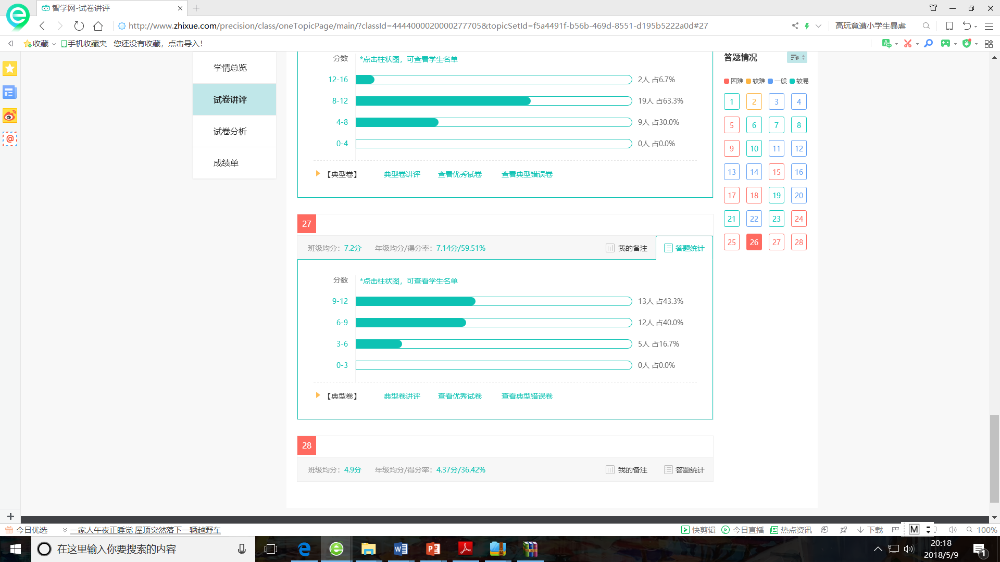 智学网-试卷讲评
http://www.zhixue.com/precision/class/oneTopicPage/main/?classId=4444000020000277705&topicSetId=f5a4491f-b56b-469d-8551-d195b5222a0d#27
高玩竟遭小学生暴虐
收藏
手机收藏夹
您还没有收藏，点击导入！
学情总览
试卷讲评
试卷分析
成绩单
分数
*点击柱状图，可查看学生名单
12-16
2人 占6.7%
8-12
19人 占63.3%
4-8
9人 占30.0%
0-4
0人 占0.0%
【典型卷】
典型卷讲评
查看优秀试卷
查看典型错误卷
27
班级均分：7.2分
年级均分/得分率：7.14分/59.51%
我的备注
答题统计
分数
*点击柱状图，可查看学生名单
9-12
13人 占43.3%
6-9
12人 占40.0%
3-6
5人 占16.7%
0-3
0人 占0.0%
【典型卷】
典型卷讲评
查看优秀试卷
查看典型错误卷
28
班级均分：4.9分
年级均分/得分率：4.37分/36.42%
我的备注
答题统计
答题情况
困难 较难 一般 较易
1 2 3 4
5 6 7 8
9 10 11 12
13 14 15 16
17 18 19 20
21 22 23 24
25 26 27 28
今日优选
一家人午夜正睡觉 屋顶突然落下一辆越野车
快剪辑
今日直播
热点资讯
下载
M
100%
在这里输入你要搜索的内容
20:18
2018/5/9
1